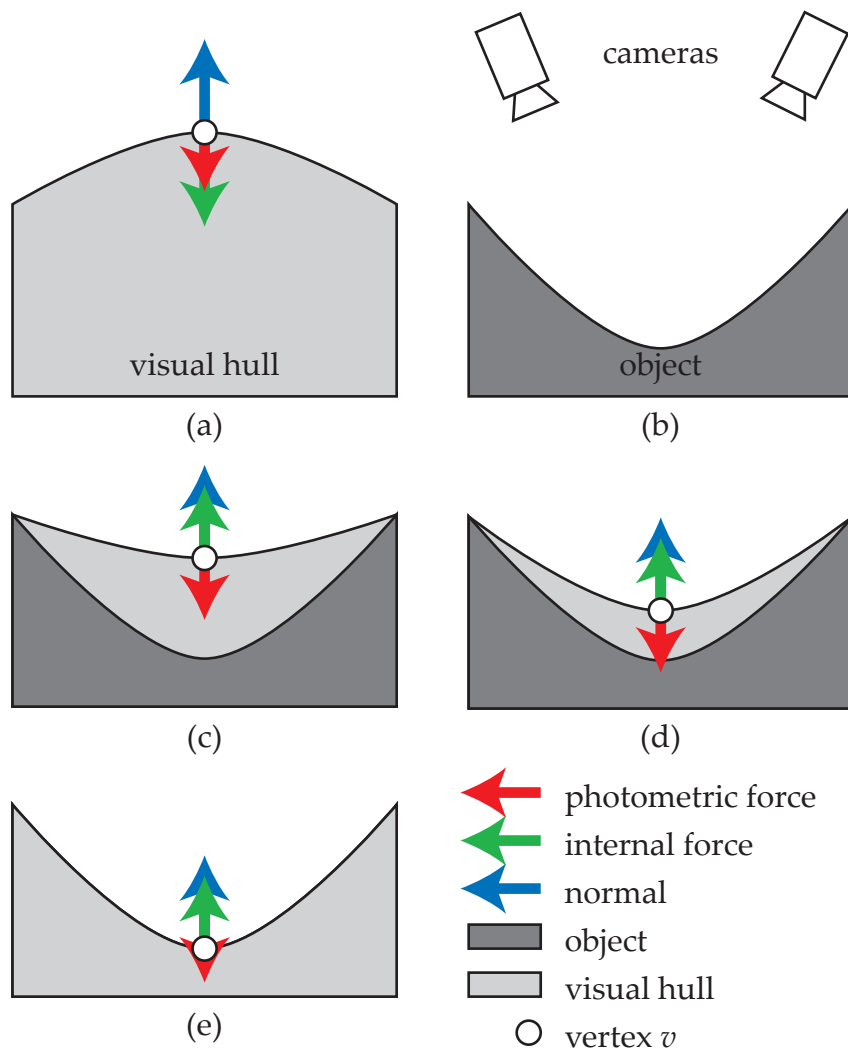 cameras
visual hull
object
(a)
(b)
(c)
(d)
photometric force
internal force
normal
object
visual hull
vertex v
(e)